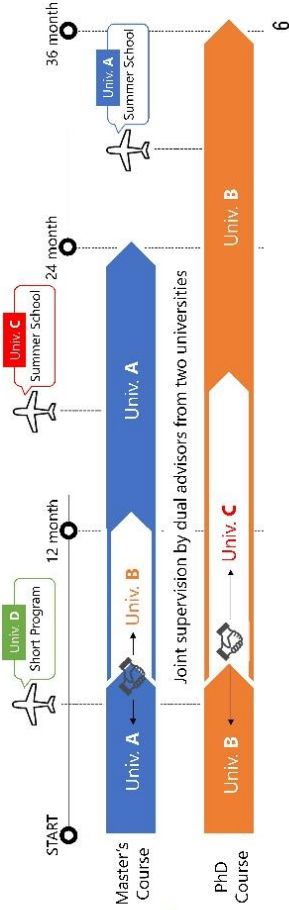 START
12 month
24 month
36 month
Univ. D
Short Program
Univ. C
Summer School
Univ. A
Summer School
Master's
Course
Univ. A
Univ. B
Univ. A
Joint supervision by dual advisors from two universities
PhD
Course
Univ. B
Univ. C
Univ. B
6